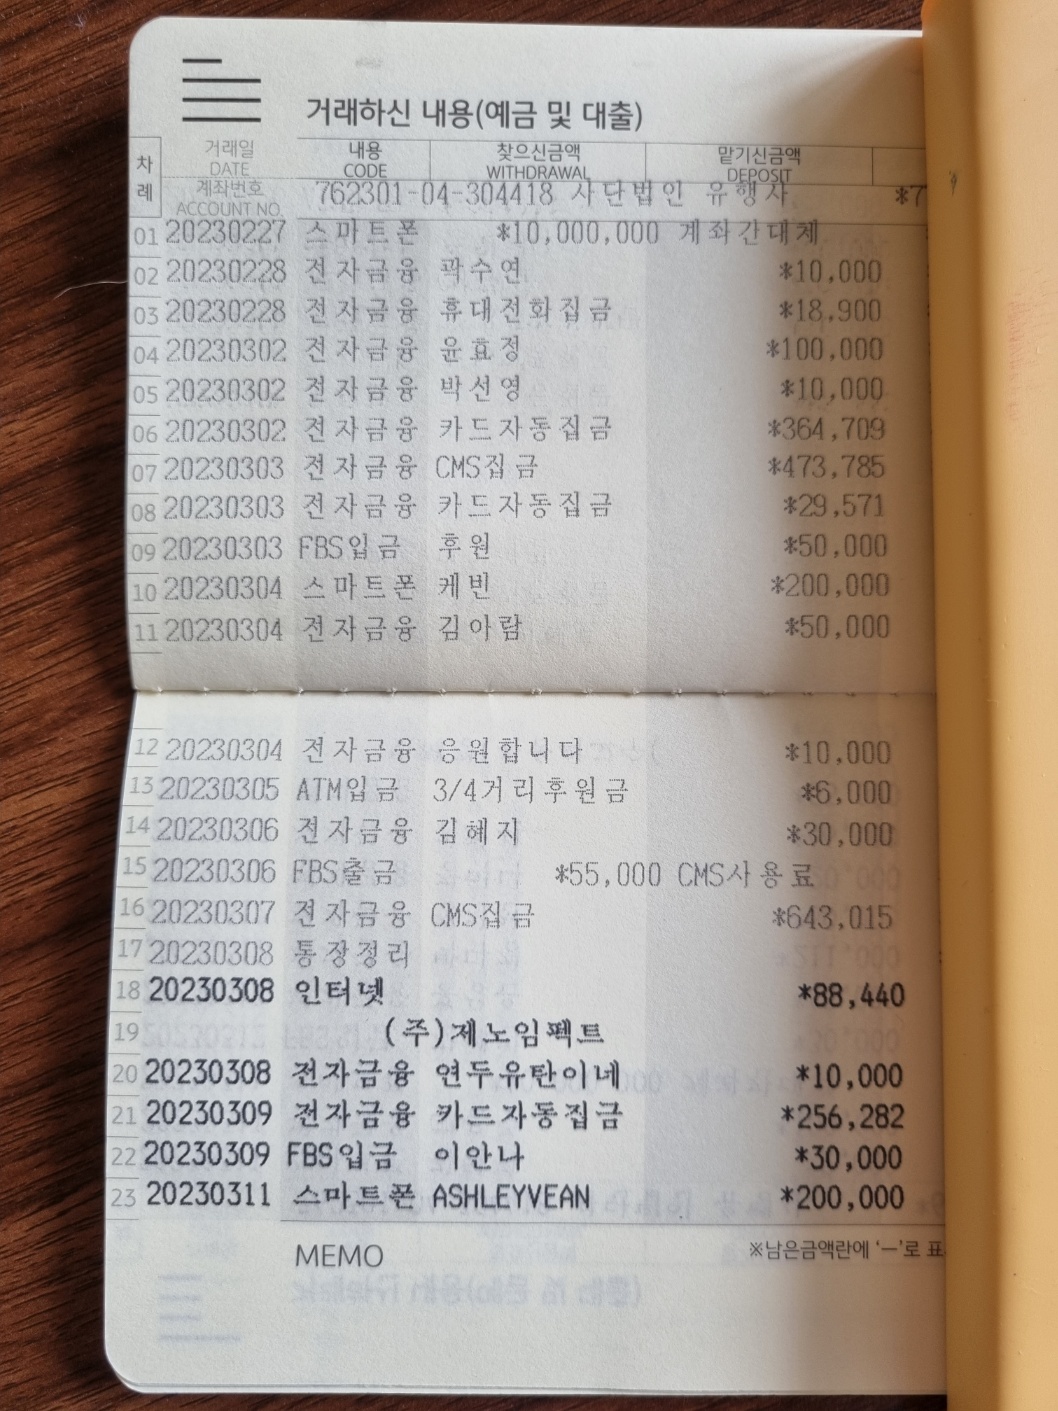 거래하신 내용(예금 및 대출)
차례 거래일 DATE 내용 CODE 찾으신금액 WITHDRAWAL 맡기신금액 DEPOSIT
계좌번호 ACCOUNT NO. 762301-04-304418 사단법인 유행사 *7
01 20230227 스마트폰 *10,000,000 계좌간대체
02 20230228 전자금융 곽수연 *10,000
03 20230228 전자금융 휴대전화집금 *18,900
04 20230302 전자금융 윤효정 *100,000
05 20230302 전자금융 박선영 *10,000
06 20230302 전자금융 카드자동집금 *364,709
07 20230303 전자금융 CMS집금 *473,785
08 20230303 전자금융 카드자동집금 *29,571
09 20230303 FBS입금 후원 *50,000
10 20230304 스마트폰 케빈 *200,000
11 20230304 전자금융 김아람 *50,000
12 20230304 전자금융 응원합니다 *10,000
13 20230305 ATM입금 3/4거리후원금 *6,000
14 20230306 전자금융 김혜지 *30,000
15 20230306 FBS출금 *55,000 CMS사용료
16 20230307 전자금융 CMS집금 *643,015
17 20230308 통장정리
18 20230308 인터넷 *88,440
19 (주)제노임팩트
20 20230308 전자금융 연두유탄이네 *10,000
21 20230309 전자금융 카드자동집금 *256,282
22 20230309 FBS입금 이안나 *30,000
23 20230311 스마트폰 ASHLEYVEAN *200,000
MEMO ※남은금액란에 '-'로 표